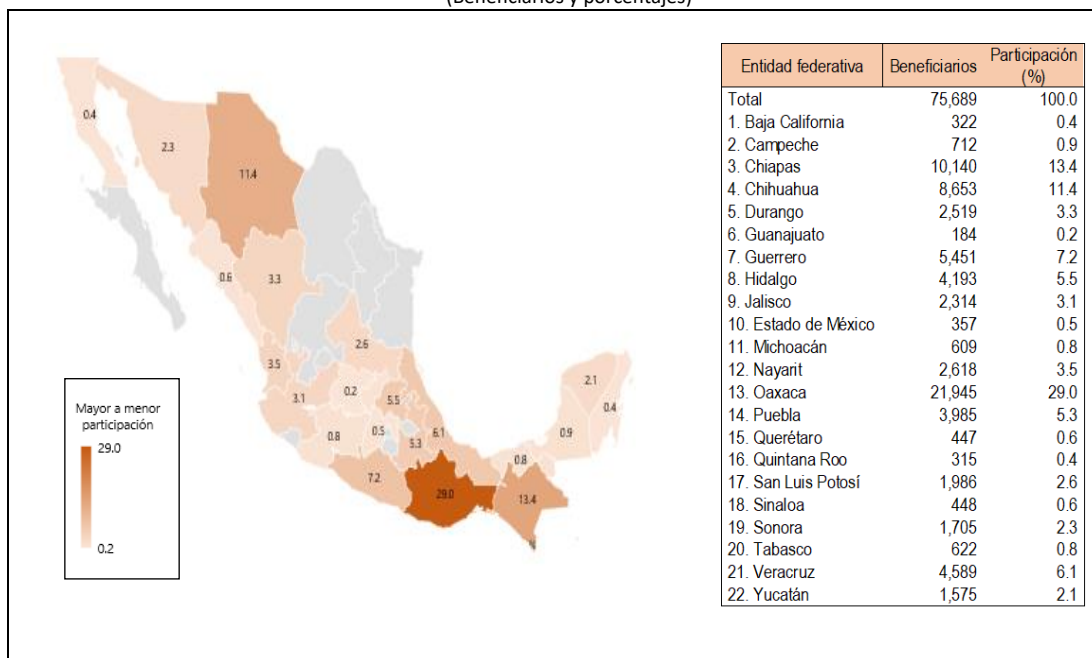 (Beneficiarios y porcentajes)
0.4
2.3
11.4
0.6
3.3
2.6
3.5
3.1
0.2
5.5
0.8
0.5
5.3
6.1
7.2
29.0
13.4
0.8
0.9
2.1
0.4
Mayor a menor
participación
29.0
0.2
Entidad federativa Beneficiarios Participación (%)
Total 75,689 100.0
1. Baja California 322 0.4
2. Campeche 712 0.9
3. Chiapas 10,140 13.4
4. Chihuahua 8,653 11.4
5. Durango 2,519 3.3
6. Guanajuato 184 0.2
7. Guerrero 5,451 7.2
8. Hidalgo 4,193 5.5
9. Jalisco 2,314 3.1
10. Estado de México 357 0.5
11. Michoacán 609 0.8
12. Nayarit 2,618 3.5
13. Oaxaca 21,945 29.0
14. Puebla 3,985 5.3
15. Querétaro 447 0.6
16. Quintana Roo 315 0.4
17. San Luis Potosí 1,986 2.6
18. Sinaloa 448 0.6
19. Sonora 1,705 2.3
20. Tabasco 622 0.8
21. Veracruz 4,589 6.1
22. Yucatán 1,575 2.1